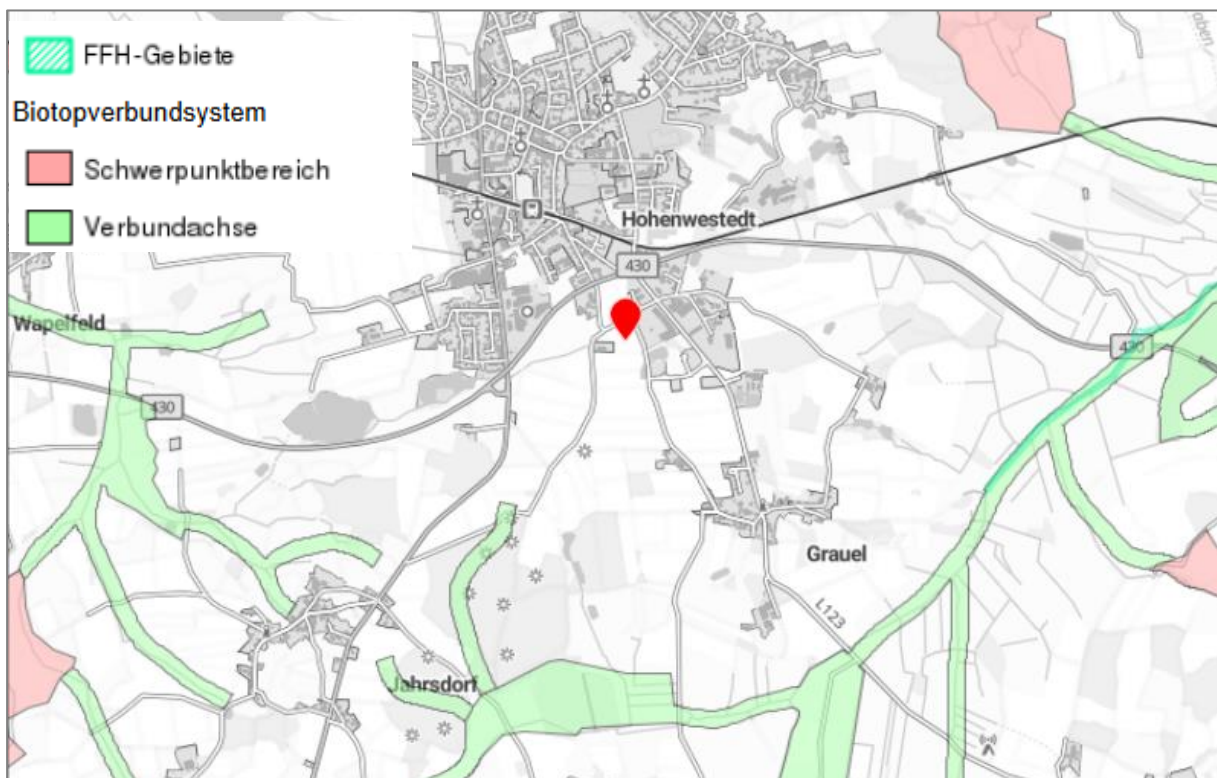 FFH-Gebiete
Biotopverbundsystem
Schwerpunktbereich
Verbundachse
Hohenwestedt
430
Wapelfeld
430
430
Grauel
L123
Jahrsdorf